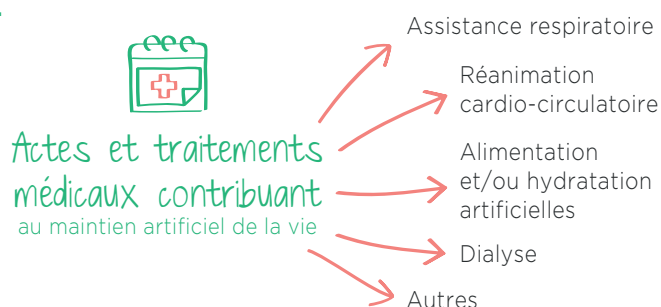 Actes et traitements
médicaux contribuant
au maintien artificiel de la vie
Assistance respiratoire
Réanimation
cardio-circulatoire
Alimentation
et/ou hydratation
artificielles
Dialyse
Autres